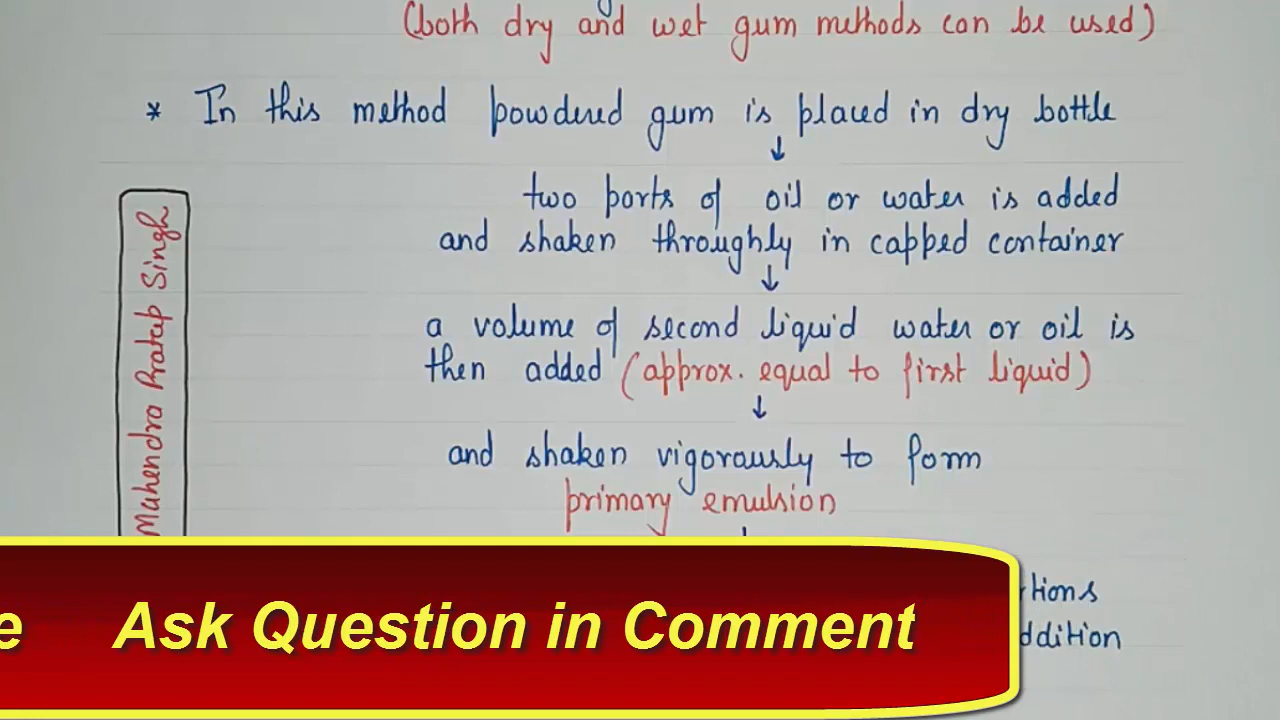 (both dry and wet gum methods can be used)
* In this method powdered gum is placed in dry bottle
↓
two parts of oil or water is added
and shaken throughly in capped container
↓
a volume of second liquid water or oil is
then added (approx. equal to first liquid)
↓
and shaken vigorously to form
primary emulsion
tions
ddition
Mahendra Pratap Singh
e Ask Question in Comment